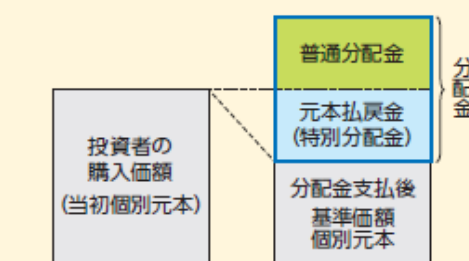 普通分配金
元本払戻金
(特別分配金)
分配金
投資者の
購入価額
(当初個別元本)
分配金支払後
基準価額
個別元本